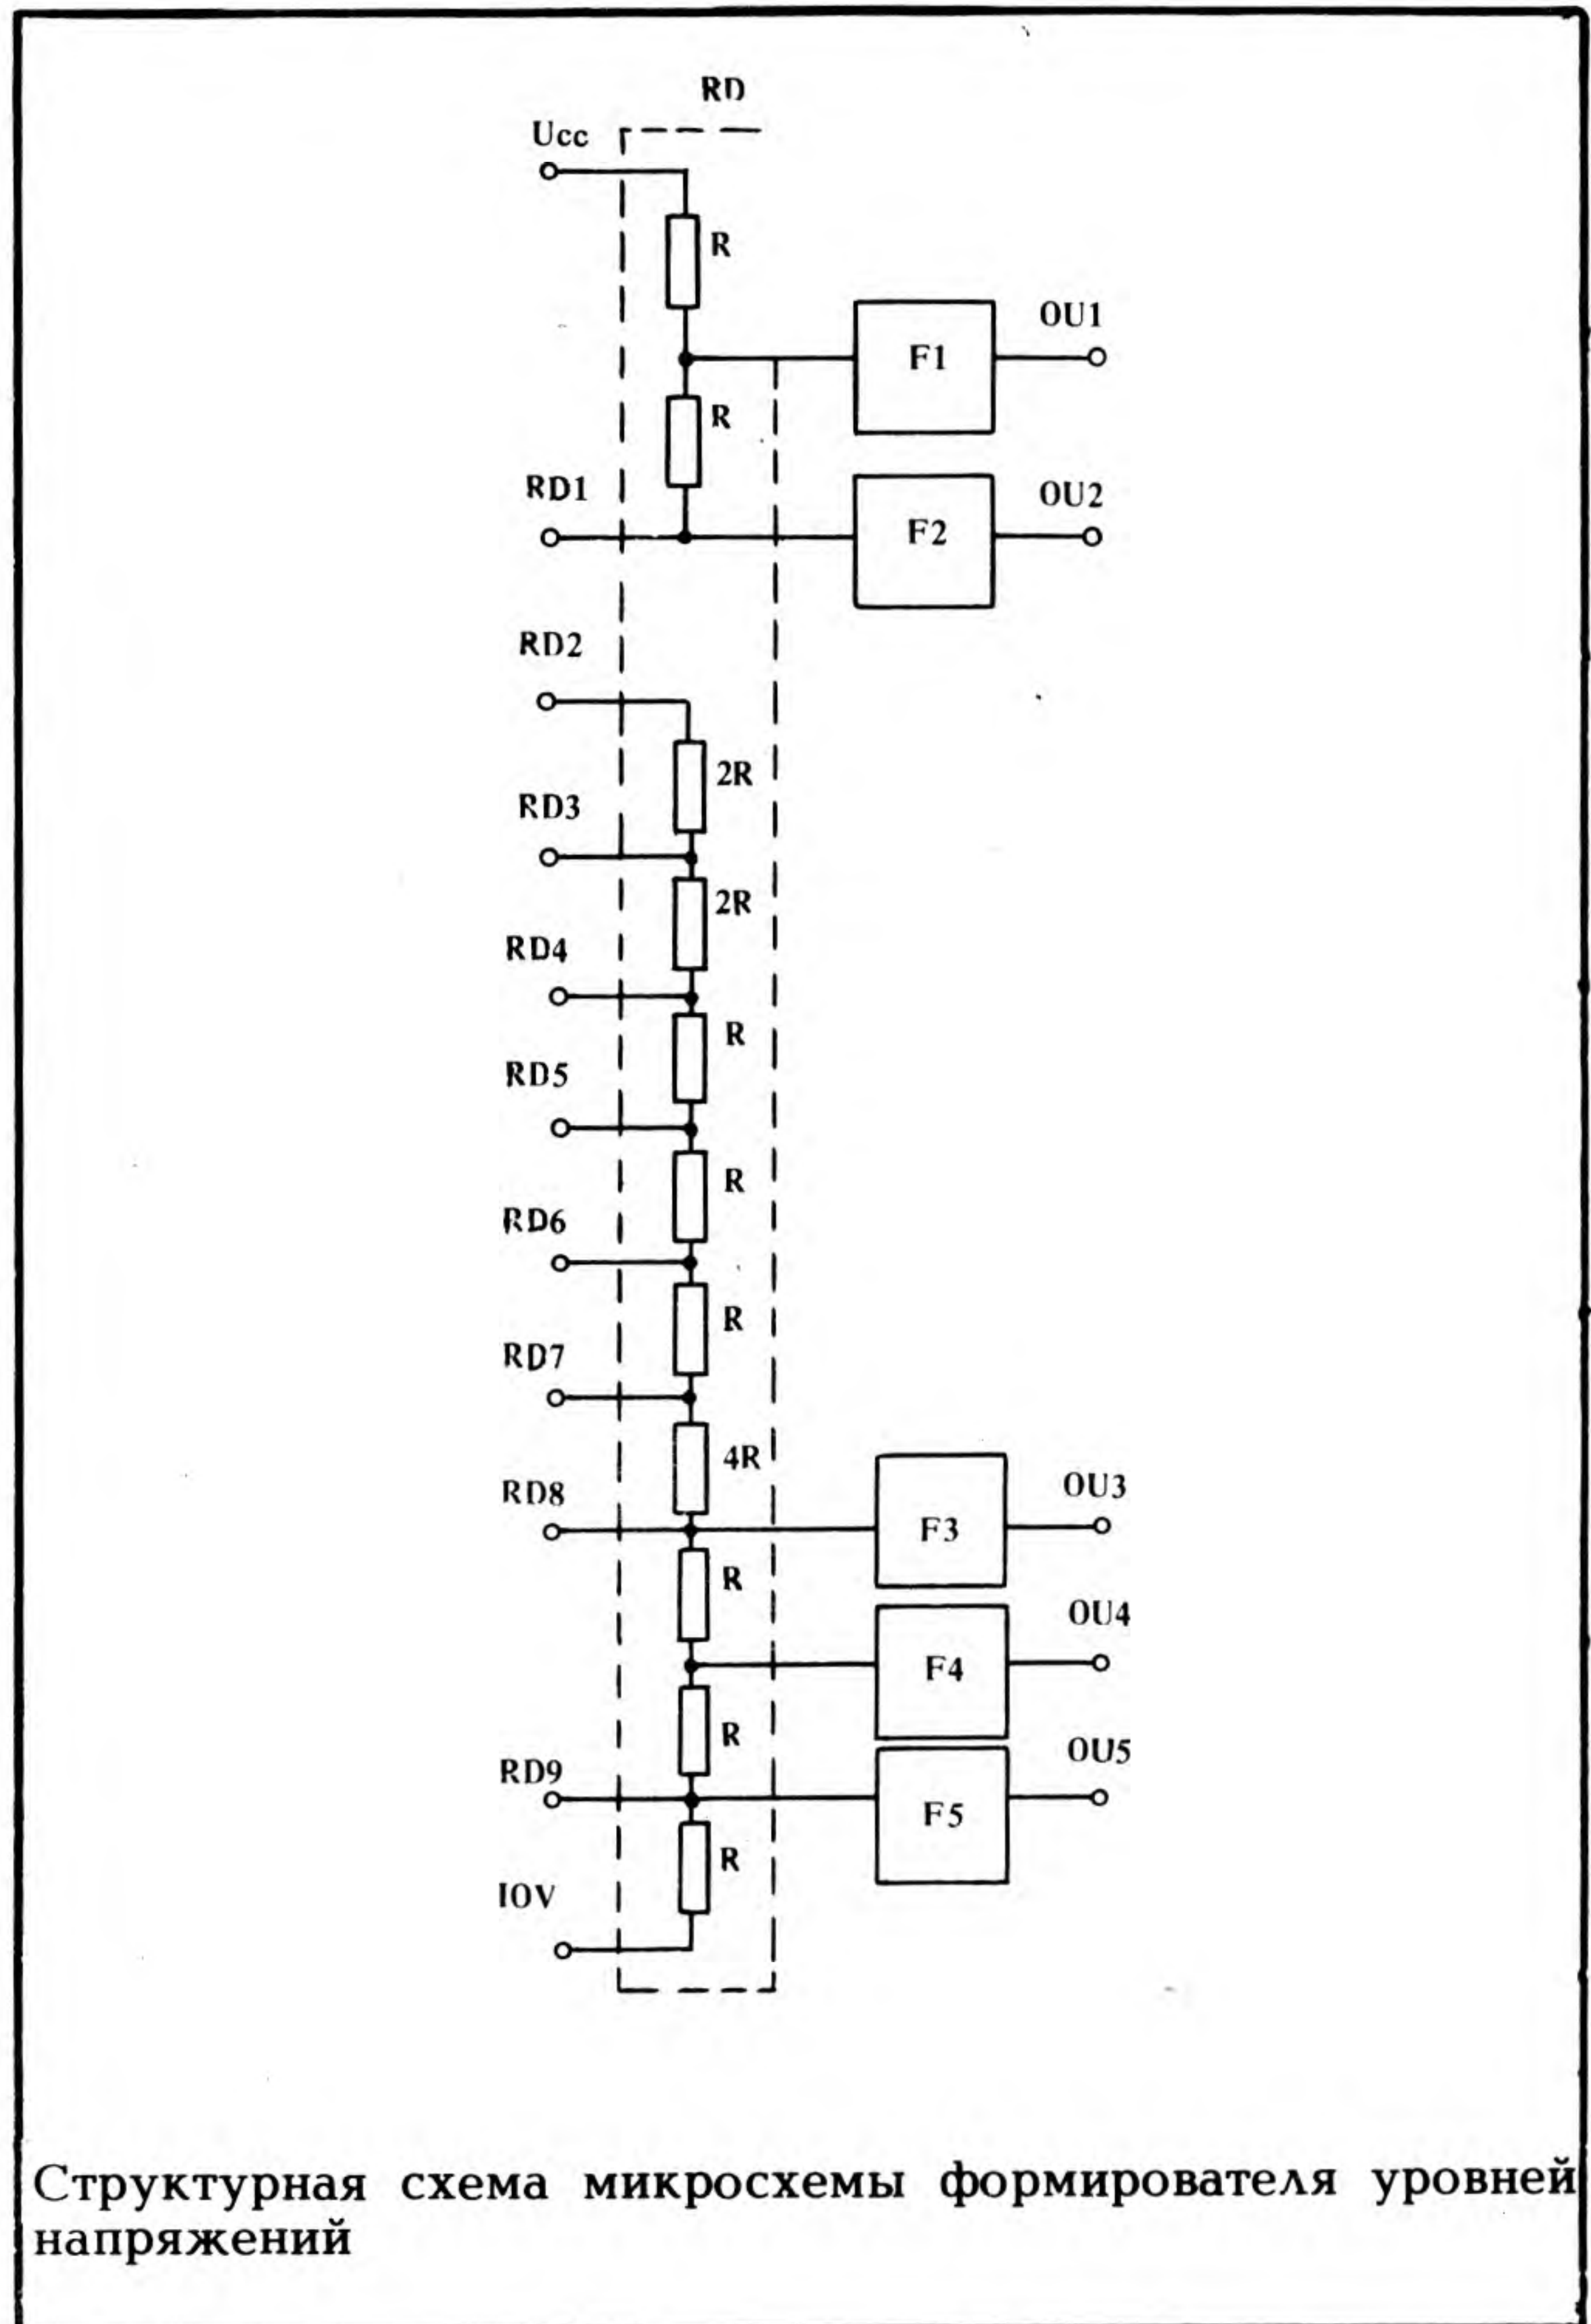 RD
Ucc
R
OU1
F1
R
RD1
OU2
F2
RD2
2R
RD3
2R
RD4
R
RD5
R
RD6
R
RD7
4R
RD8
OU3
F3
R
OU4
F4
R
OU5
RD9
F5
R
IOV
Структурная схема микросхемы формирователя уровней
напряжений